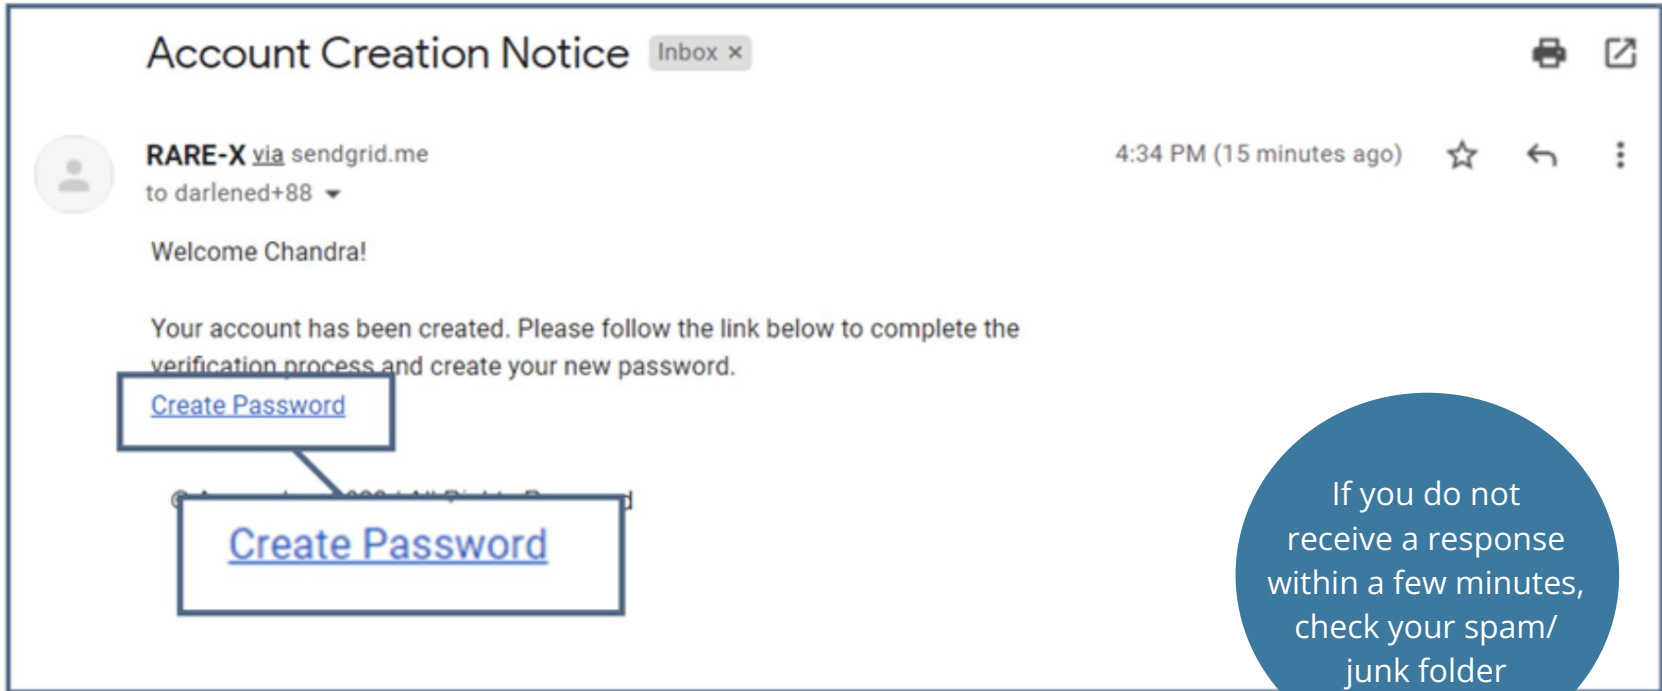 Account Creation Notice Inbox ×
RARE-X via sendgrid.me
4:34 PM (15 minutes ago)
to darlened+88
Welcome Chandra!
Your account has been created. Please follow the link below to complete the
verification process and create your new password.
Create Password
Create Password
If you do not
receive a response
within a few minutes,
check your spam/
junk folder